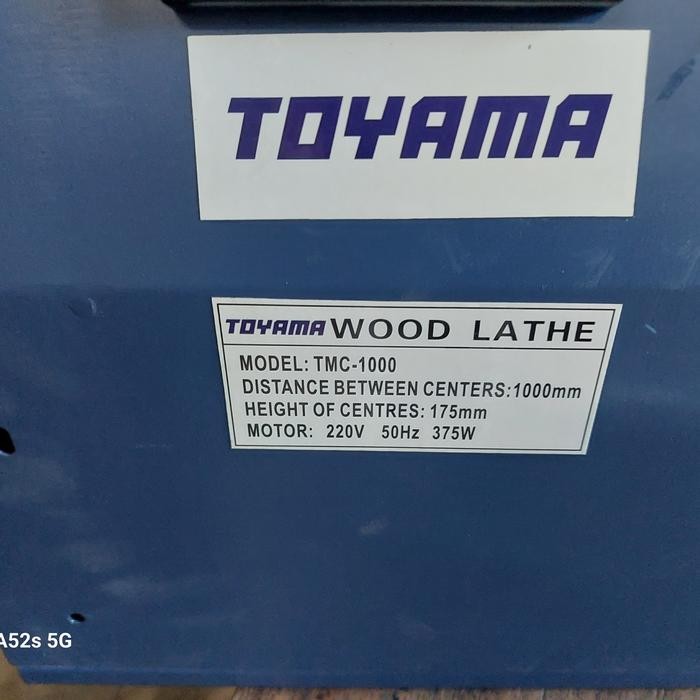 TOYAMA
TOYAMA WOOD LATHE
MODEL: TMC-1000
DISTANCE BETWEEN CENTERS:1000mm
HEIGHT OF CENTRES: 175mm
MOTOR: 220V 50Hz 375W
A52s 5G